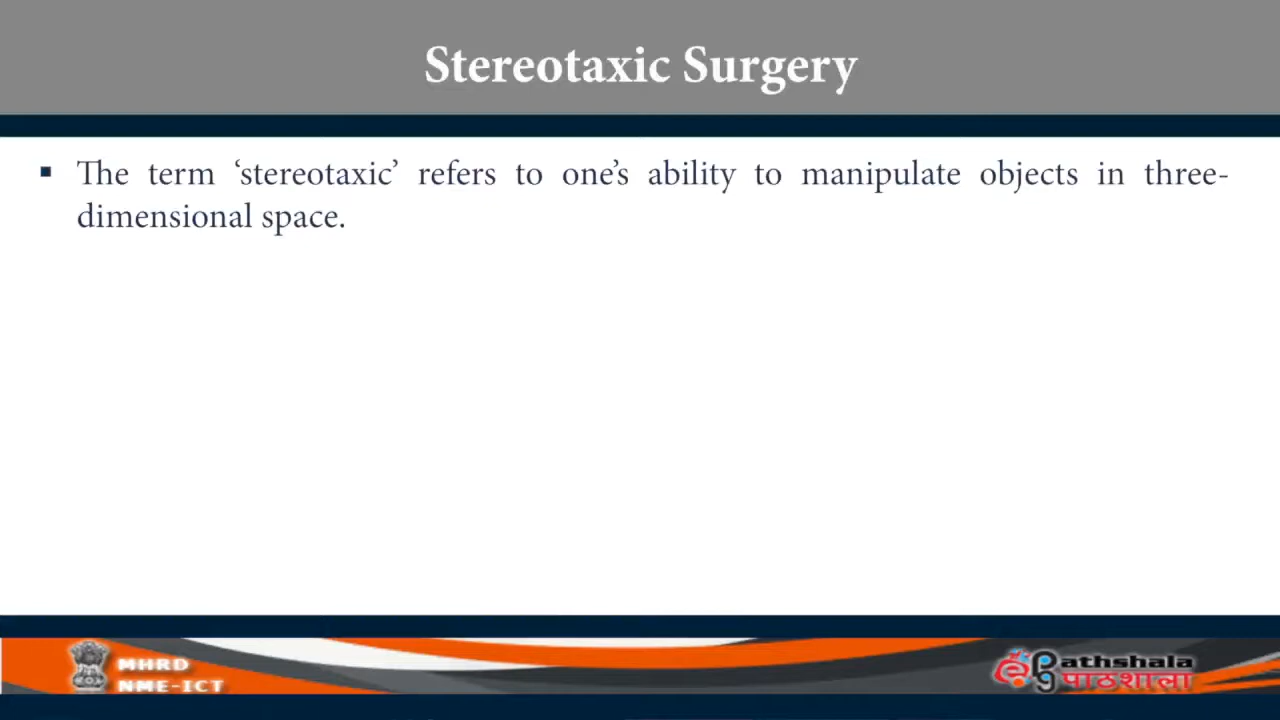 Stereotaxic Surgery
▪ The term ‘stereotaxic’ refers to one’s ability to manipulate objects in three-
dimensional space.
MHRD
NME-ICT
epgpathshala
पाठशाला